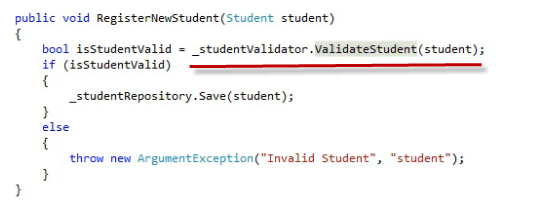 public void RegisterNewStudent(Student student)
{
    bool isStudentValid = _studentValidator.ValidateStudent(student);
    if (isStudentValid)
    {
        _studentRepository.Save(student);
    }
    else
    {
        throw new ArgumentException("Invalid Student", "student");
    }
}